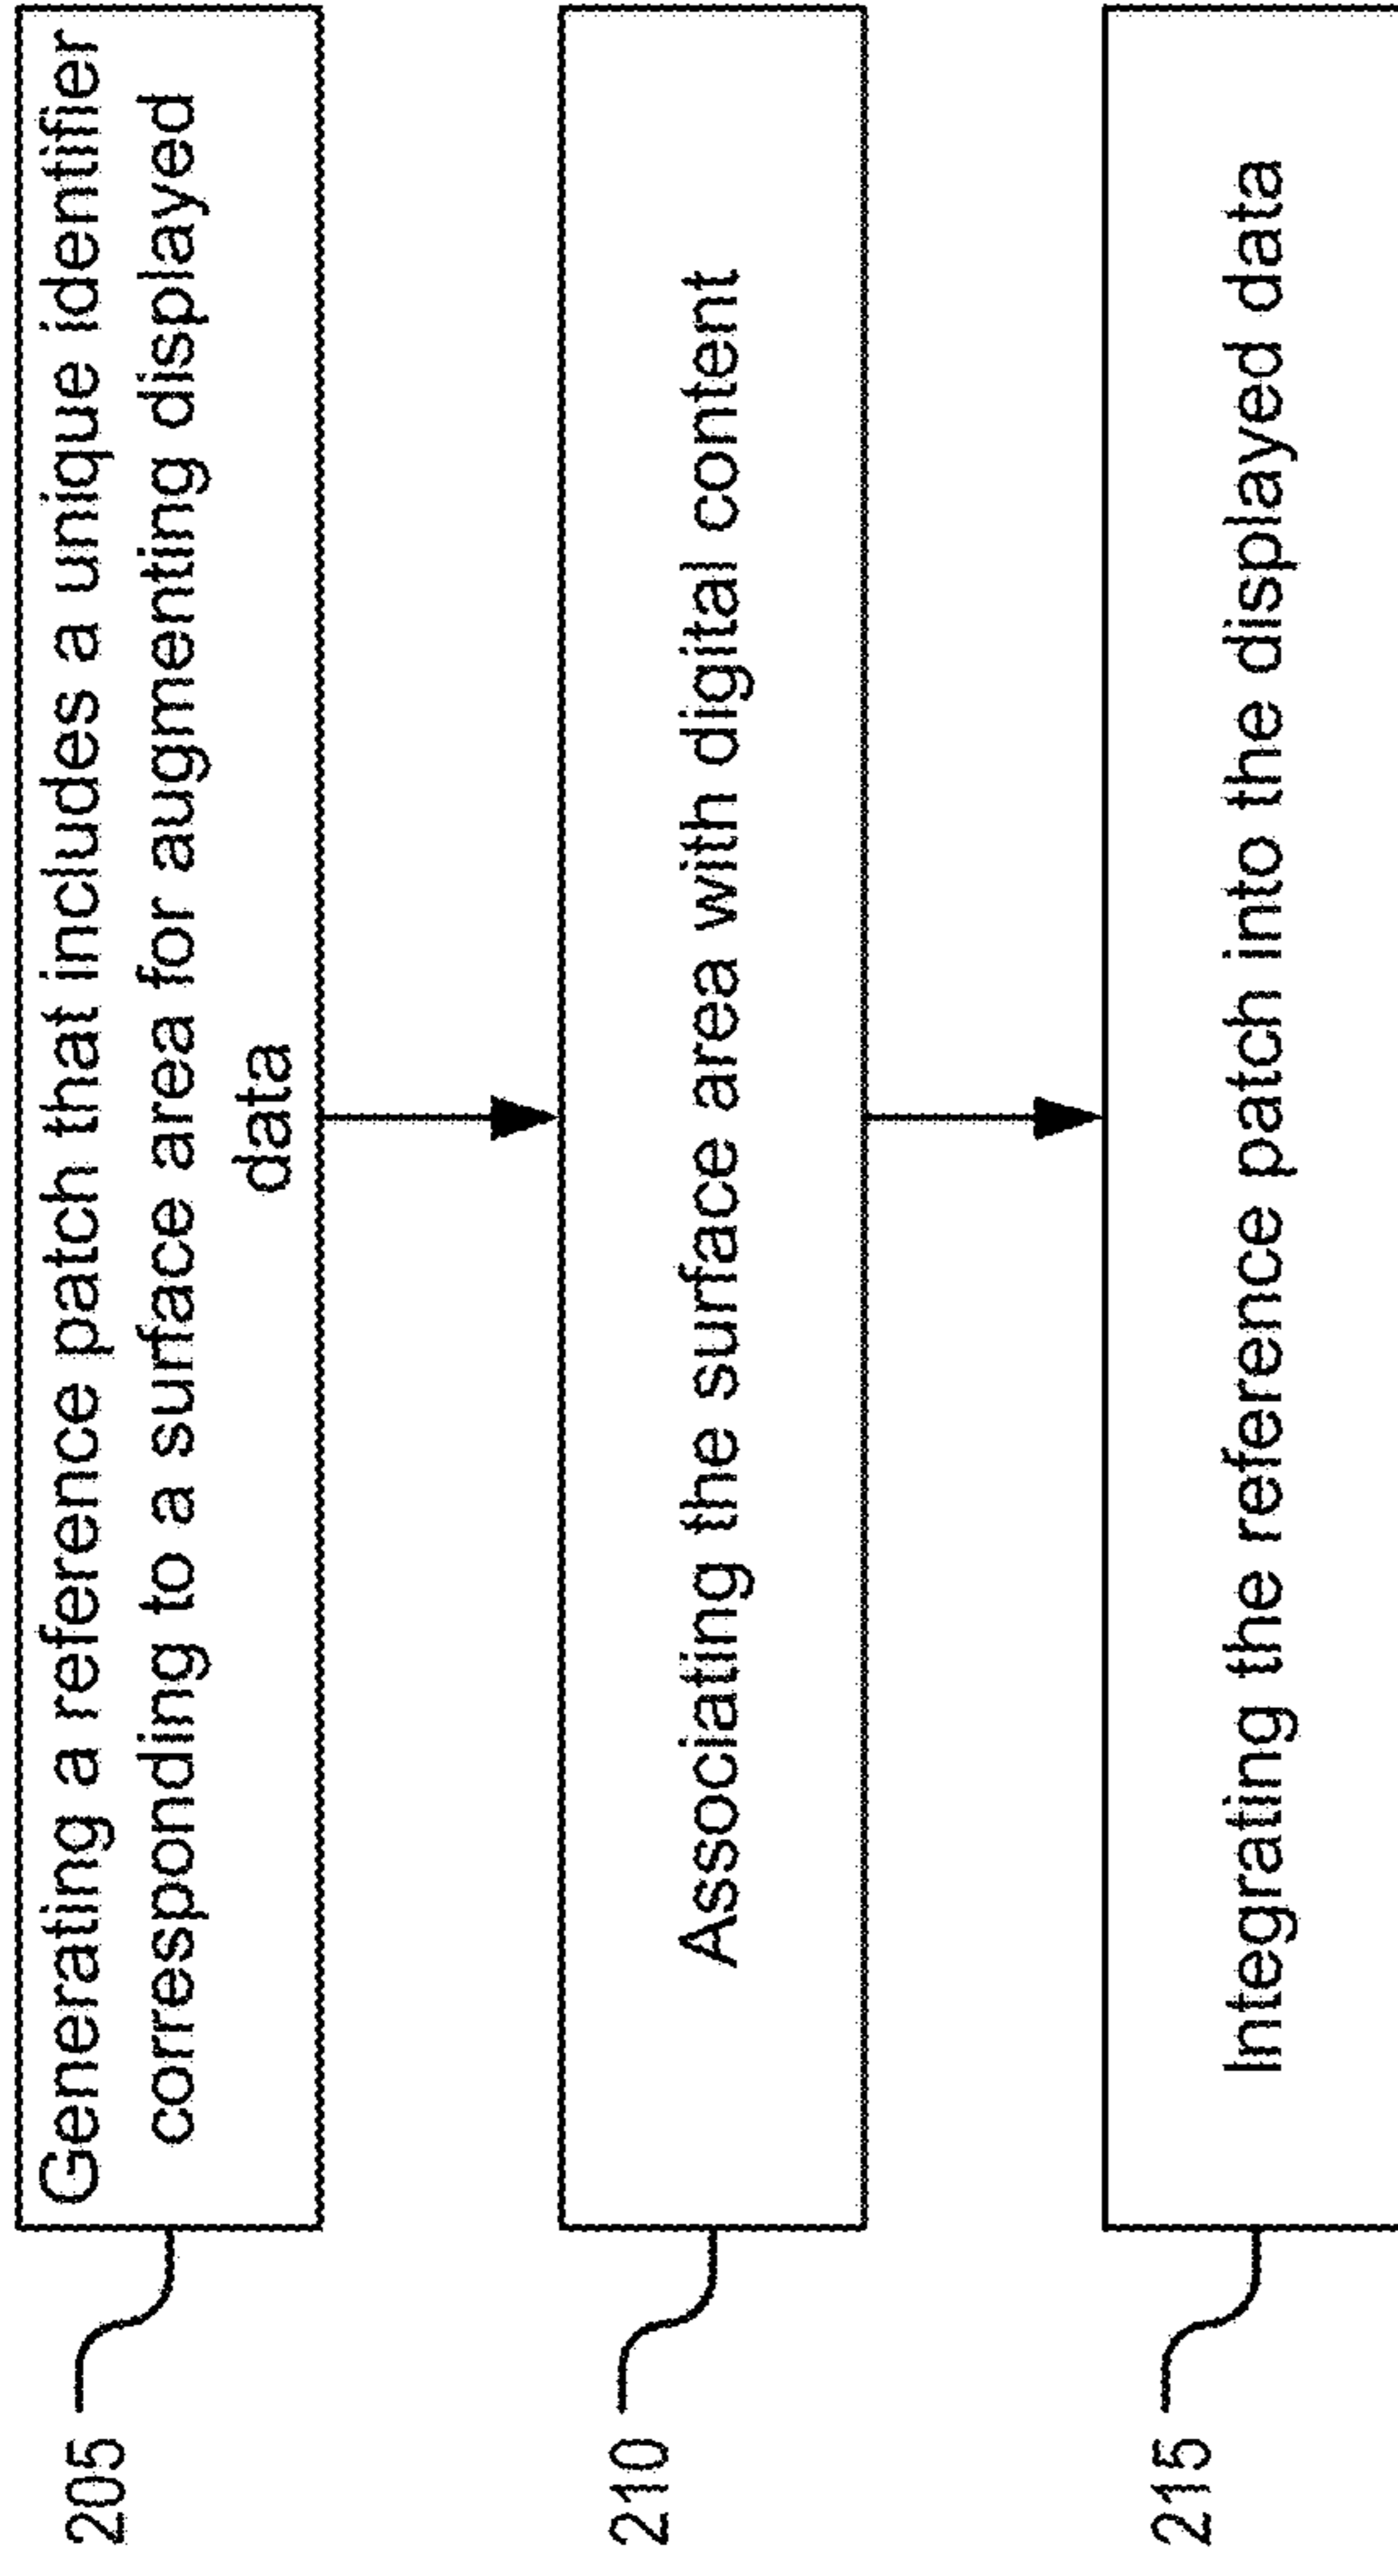 205
Generating a reference patch that includes a unique identifier
corresponding to a surface area for augmenting displayed
data
210
Associating the surface area with digital content
215
Integrating the reference patch into the displayed data